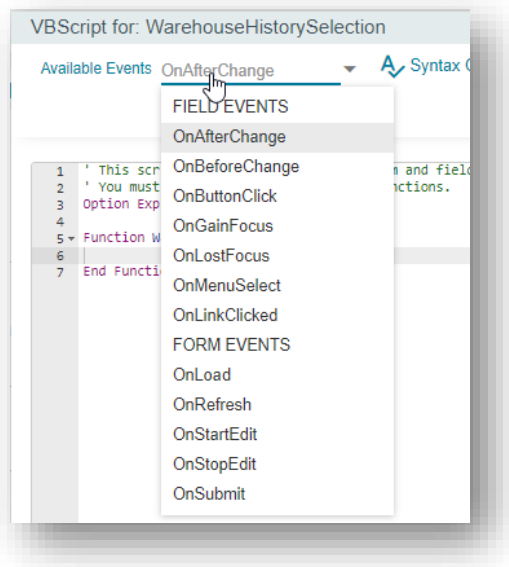 VBScript for: WarehouseHistorySelection
Available Events OnAfterChange Syntax
FIELD EVENTS
OnAfterChange
OnBeforeChange
OnButtonClick
OnGainFocus
OnLostFocus
OnMenuSelect
OnLinkClicked
FORM EVENTS
OnLoad
OnRefresh
OnStartEdit
OnStopEdit
OnSubmit
1 ' This scr m and field
2 ' You must nctions.
3 Option Exp
4
5 Function W
6
7 End Functi